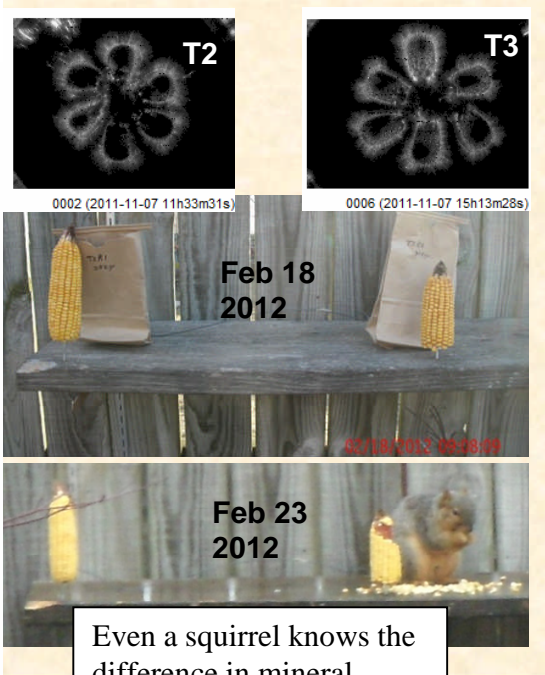 T2
T3
0002 (2011-11-07 11h33m31s)
0006 (2011-11-07 15h13m28s)
Feb 18
2012
02/18/2012
Feb 23
2012
Even a squirrel knows the
difference in mineral